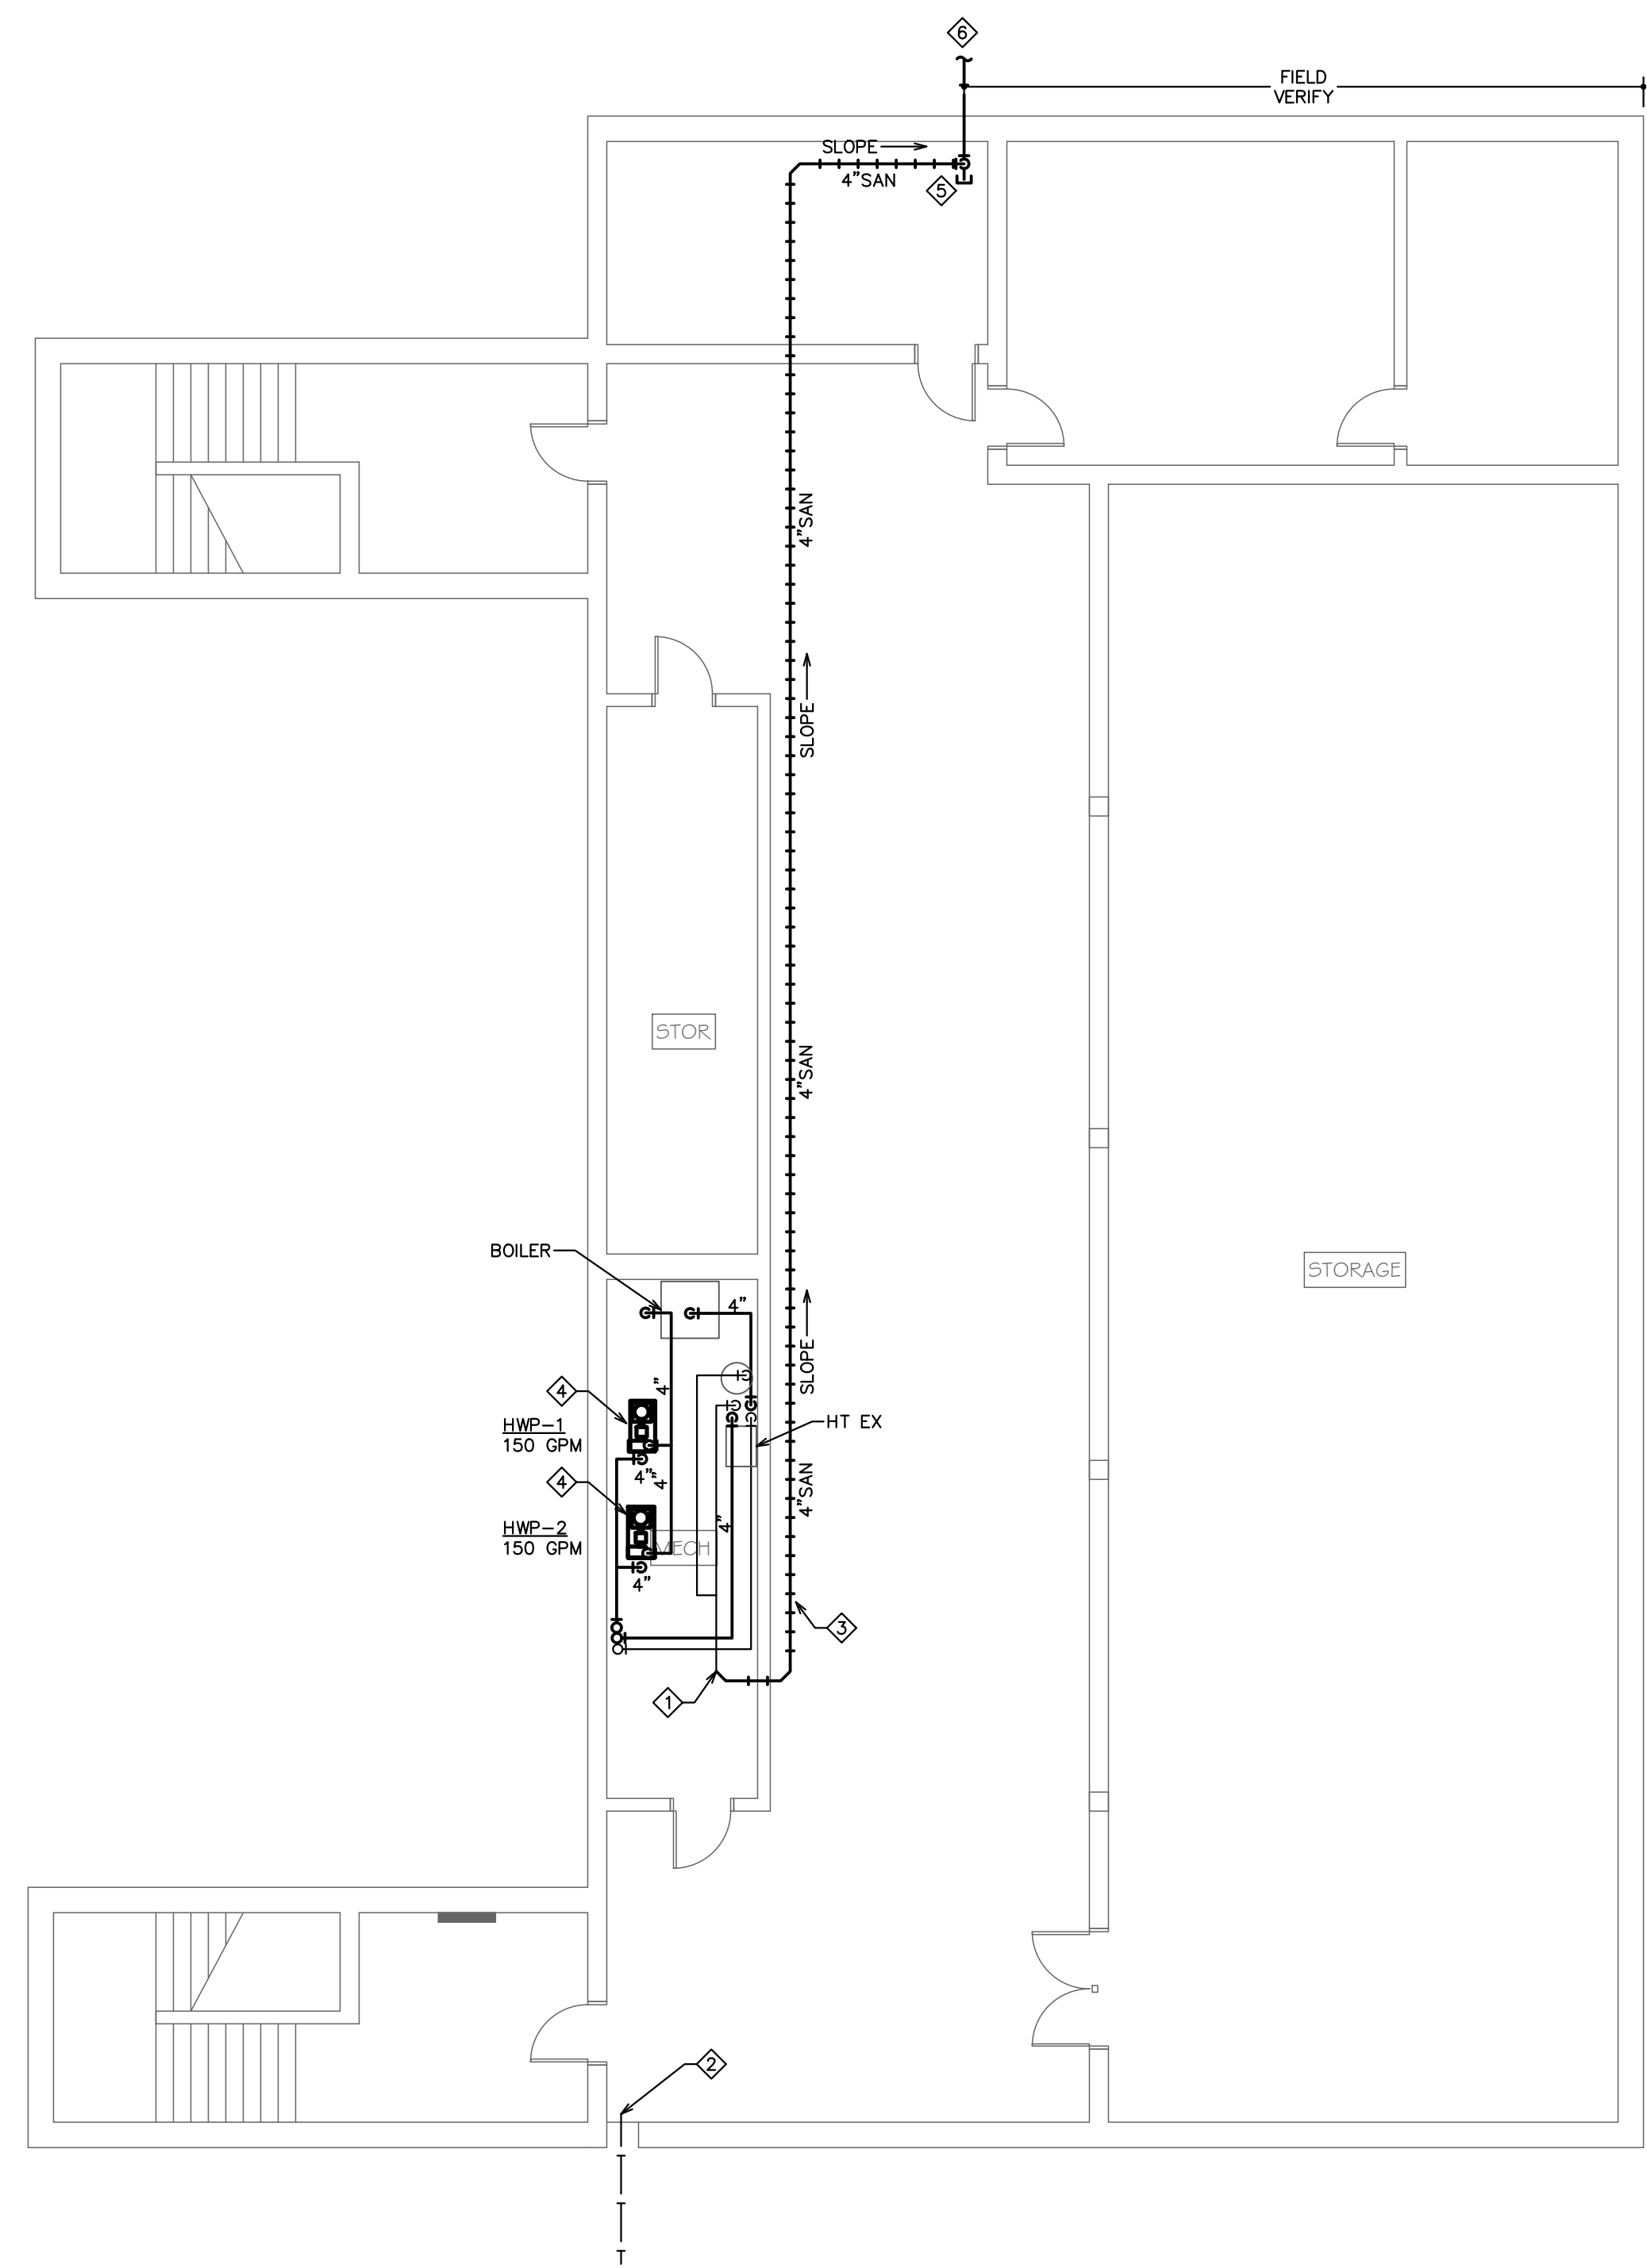 6
FIELD
VERIFY
SLOPE
4"SAN
5
4"SAN
SLOPE
STOR
4"SAN
BOILER
STORAGE
4"
SLOPE
4"
4
HWP-1
150 GPM
HT EX
4"
4"
4
4"SAN
HWP-2
150 GPM
4"
MECH
4"
3
1
2
T
T
T